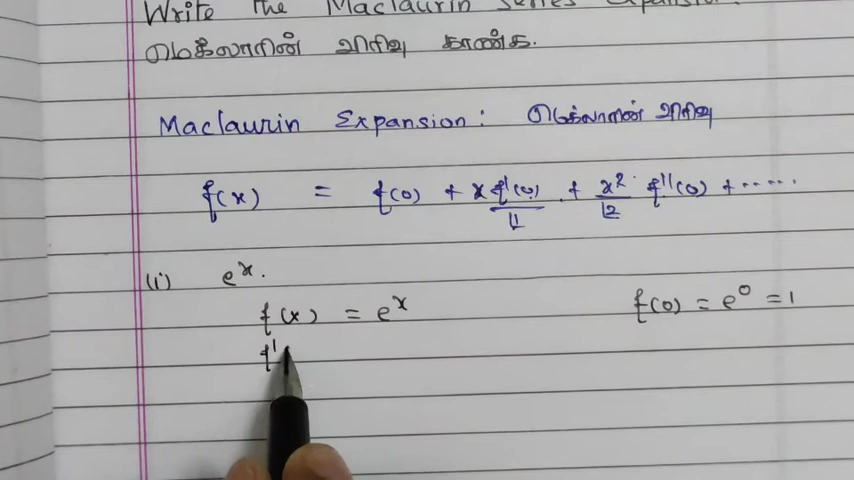 Write the Maclaurin series Expansion.
மெக்லாரின் விரிவு காண்க.
Maclaurin Expansion: மெக்லாரின் விரிவு
f(x) = f(0) + x f'(0)/⌊1 + x²/⌊2 f''(0) + ......
(i) eˣ.
f(x) = eˣ f(0) = e⁰ = 1
f'(